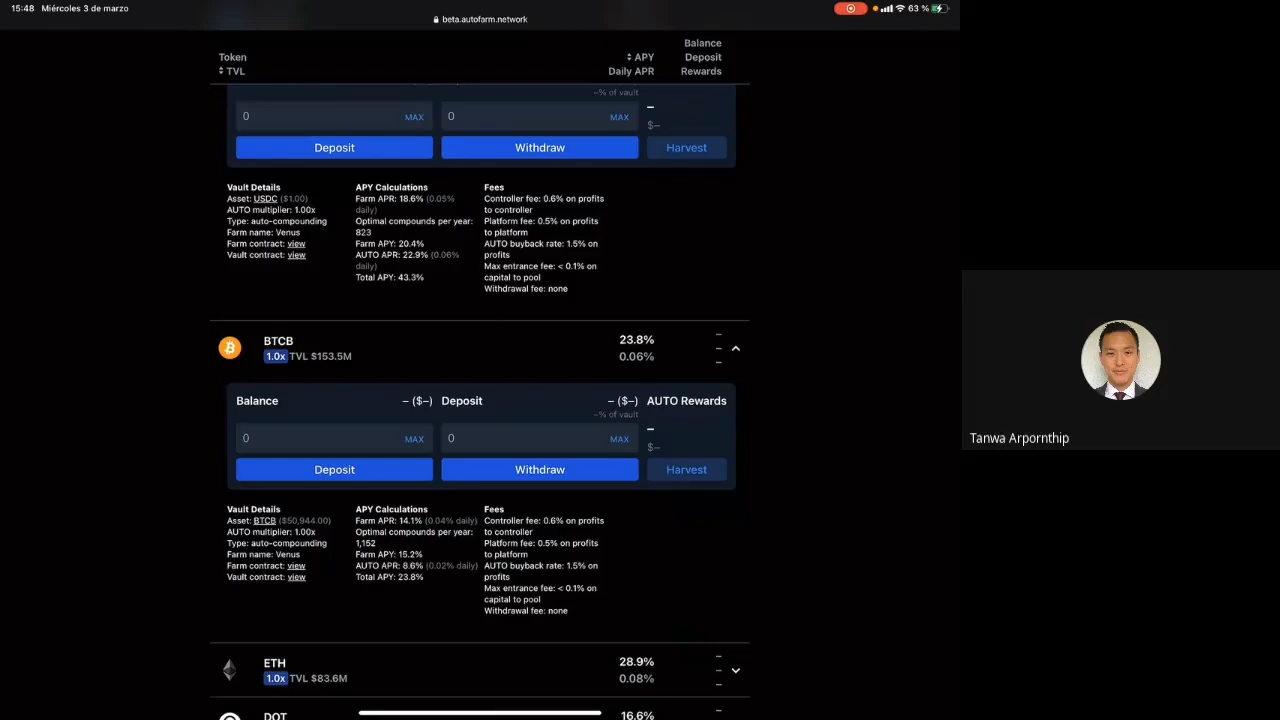 15:48 Miércoles 3 de marzo
beta.autofarm.network
63 %
Token
TVL
APY
Daily APR
Balance
Deposit
Rewards
–% of vault
0 MAX
0 MAX
–
$–
Deposit
Withdraw
Harvest
Vault Details
Asset: USDC ($1.00)
AUTO multiplier: 1.00x
Type: auto-compounding
Farm name: Venus
Farm contract: view
Vault contract: view
APY Calculations
Farm APR: 18.6% (0.05%
daily)
Optimal compounds per year:
823
Farm APY: 20.4%
AUTO APR: 22.9% (0.06%
daily)
Total APY: 43.3%
Fees
Controller fee: 0.6% on profits
to controller
Platform fee: 0.5% on profits
to platform
AUTO buyback rate: 1.5% on
profits
Max entrance fee: < 0.1% on
capital to pool
Withdrawal fee: none
BTCB
1.0x TVL $153.5M
23.8%
0.06%
–
–
–
Balance – ($–)
Deposit – ($–)
–% of vault
AUTO Rewards
0 MAX
0 MAX
–
$–
Deposit
Withdraw
Harvest
Vault Details
Asset: BTCB ($50,944.00)
AUTO multiplier: 1.00x
Type: auto-compounding
Farm name: Venus
Farm contract: view
Vault contract: view
APY Calculations
Farm APR: 14.1% (0.04% daily)
Optimal compounds per year:
1,152
Farm APY: 15.2%
AUTO APR: 8.6% (0.02% daily)
Total APY: 23.8%
Fees
Controller fee: 0.6% on profits
to controller
Platform fee: 0.5% on profits
to platform
AUTO buyback rate: 1.5% on
profits
Max entrance fee: < 0.1% on
capital to pool
Withdrawal fee: none
ETH
1.0x TVL $83.6M
28.9%
0.08%
–
–
–
DOT
16.6%
–
Tanwa Arpornthip